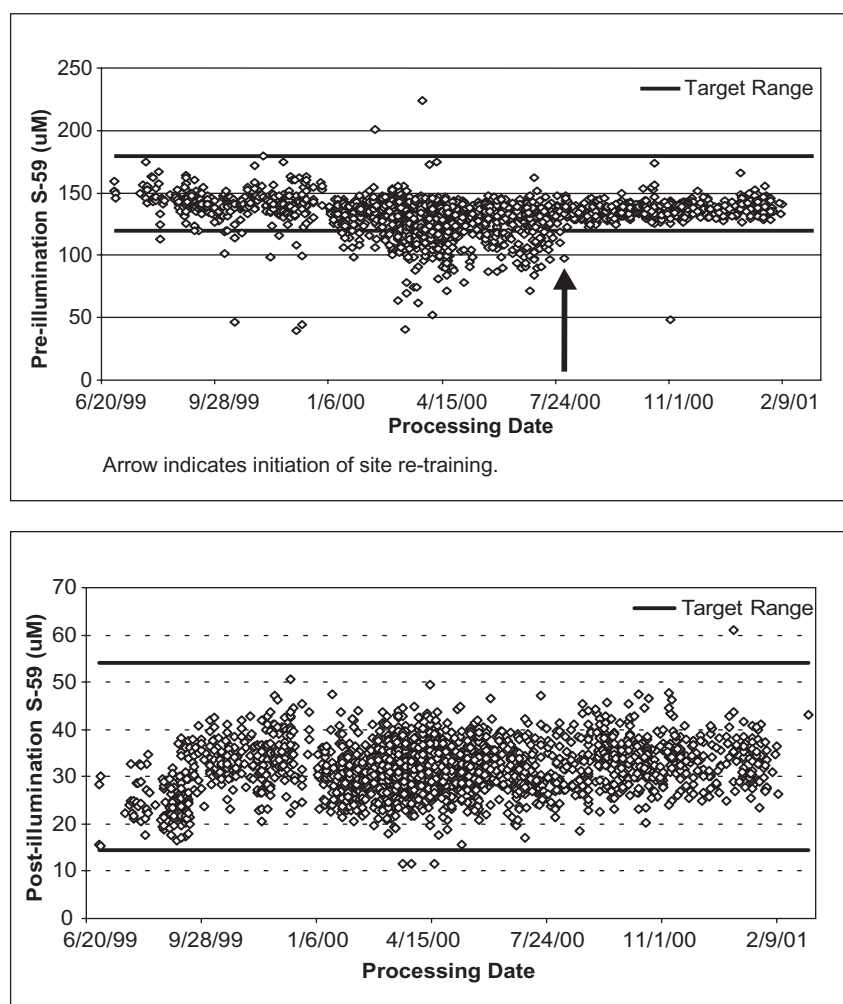 250
200
150
100
50
0
Pre-illumination S-59 (uM)
Target Range
6/20/99 9/28/99 1/6/00 4/15/00 7/24/00 11/1/00 2/9/01
Processing Date
Arrow indicates initiation of site re-training.
70
60
50
40
30
20
10
0
Post-illumination S-59 (uM)
Target Range
6/20/99 9/28/99 1/6/00 4/15/00 7/24/00 11/1/00 2/9/01
Processing Date